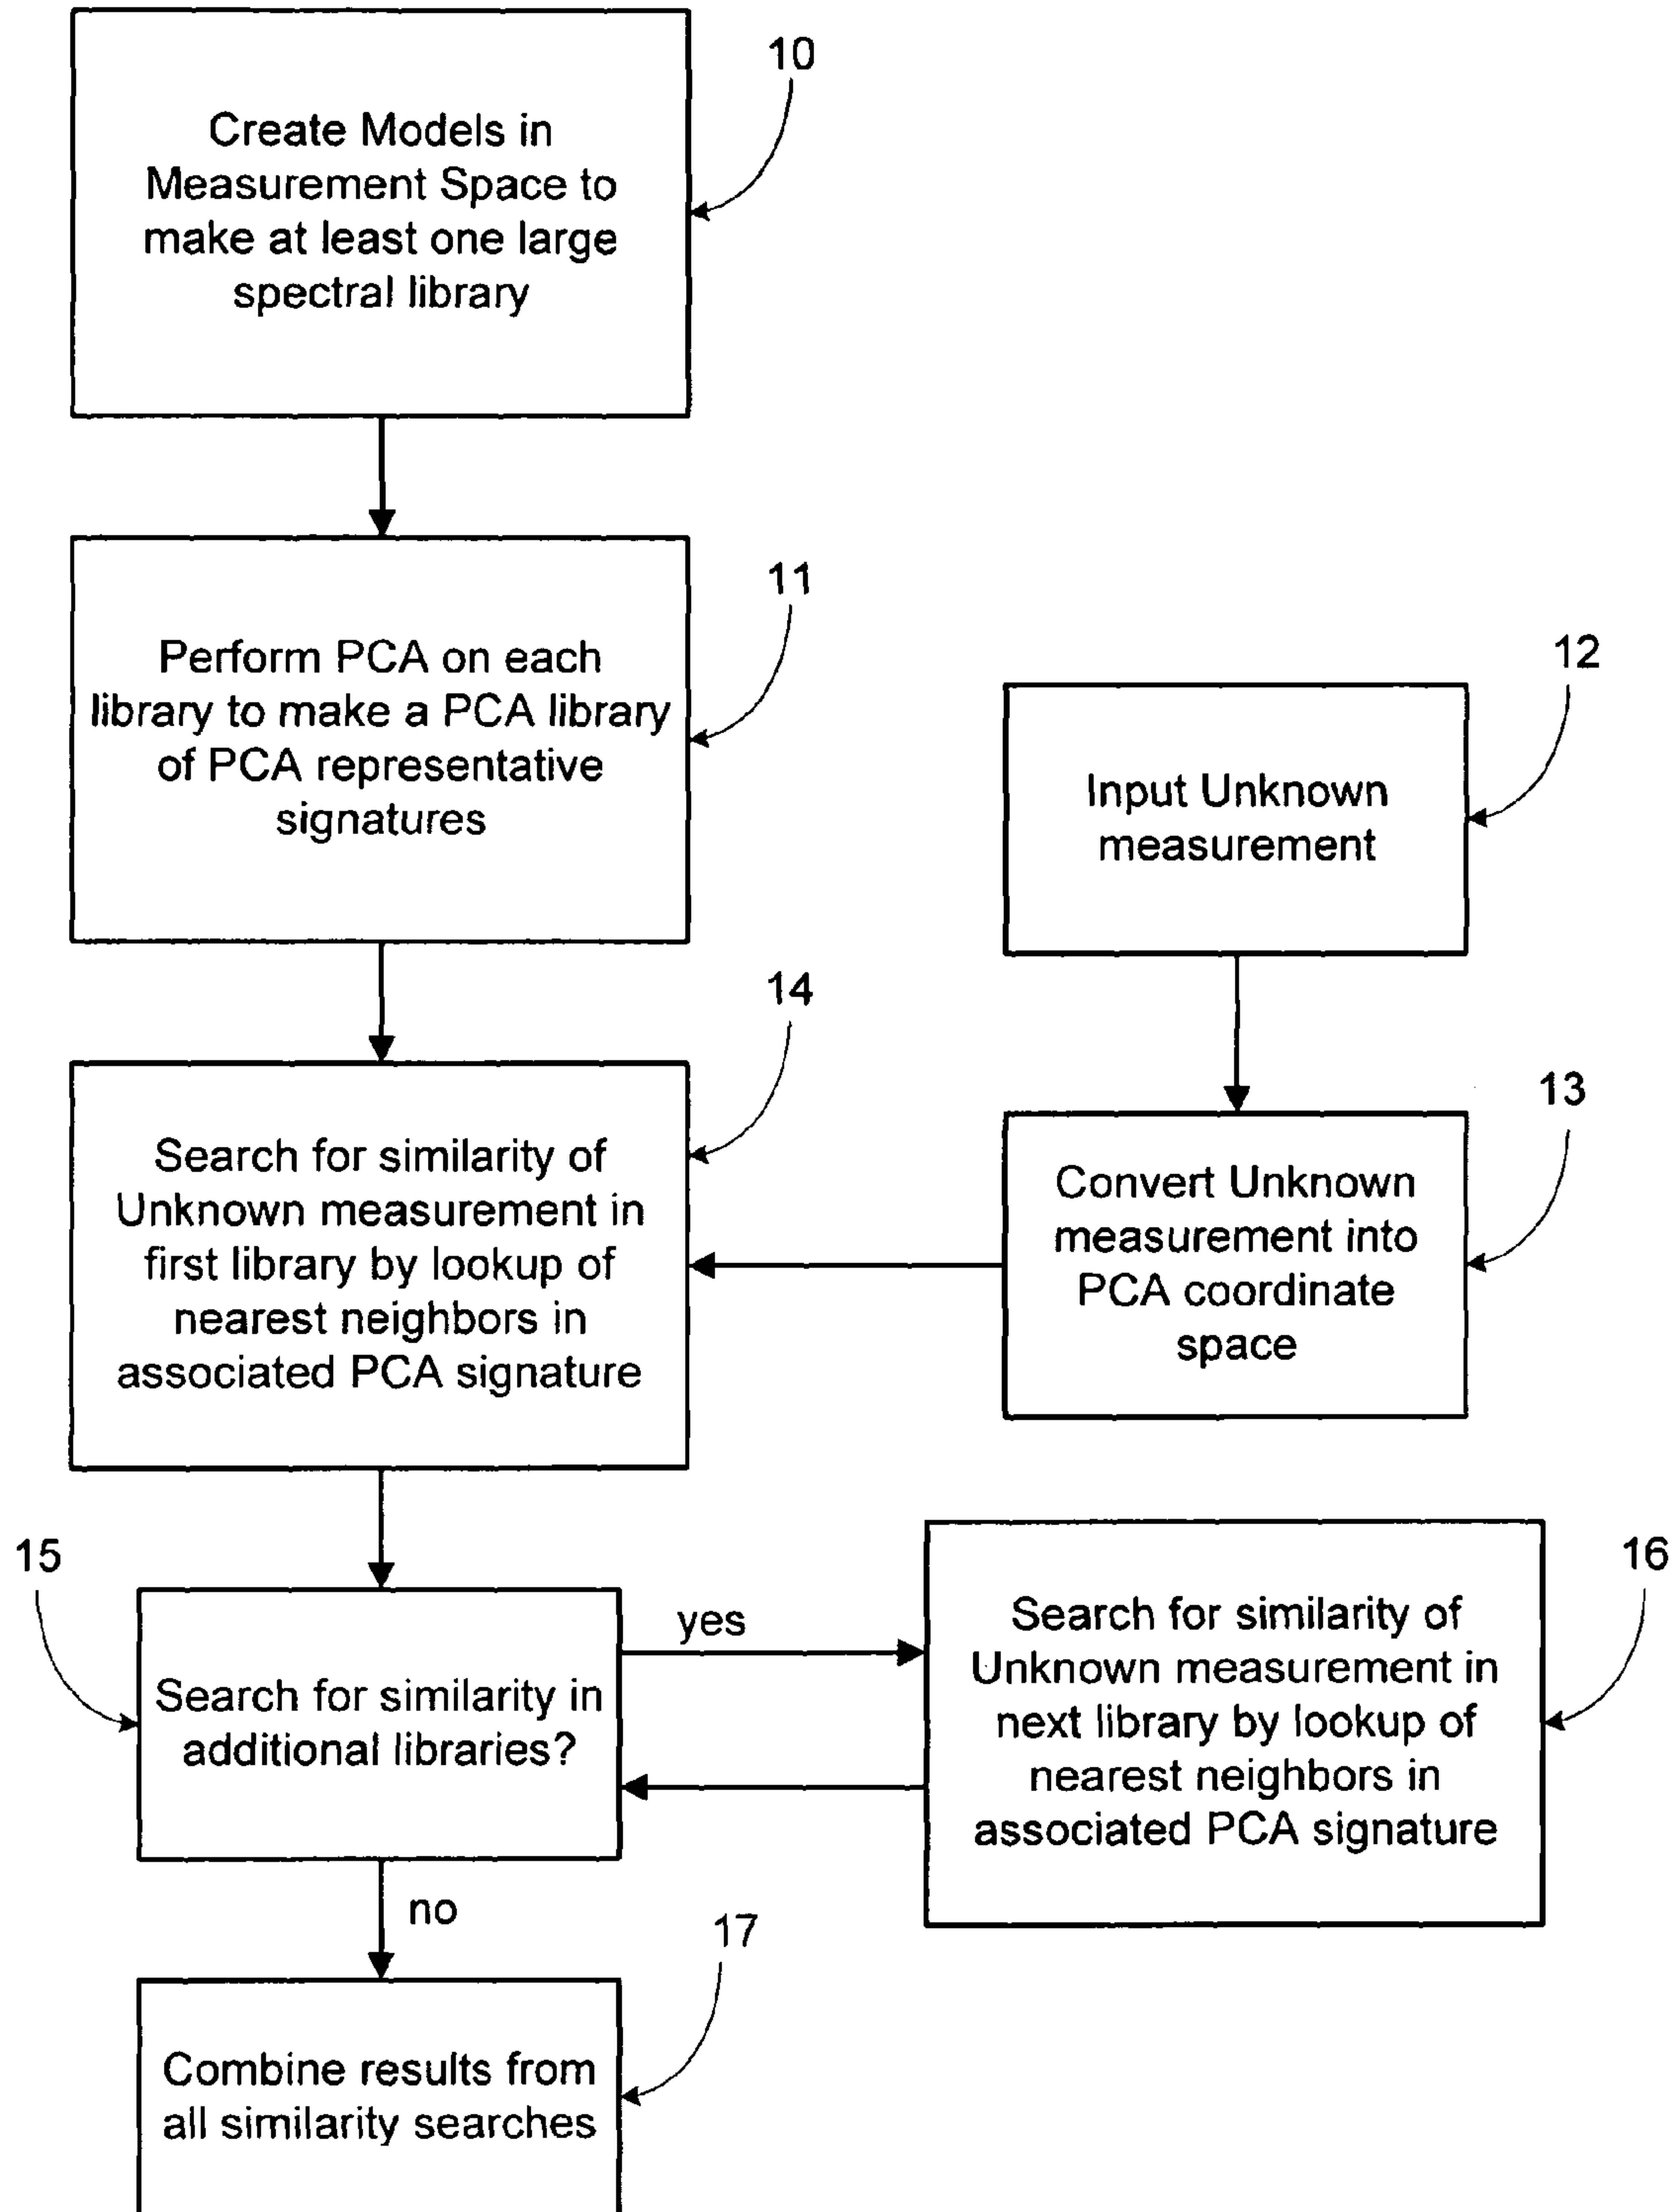 10
Create Models in
Measurement Space to
make at least one large
spectral library
11
Perform PCA on each
library to make a PCA library
of PCA representative
signatures
12
Input Unknown
measurement
14
Search for similarity of
Unknown measurement in
first library by lookup of
nearest neighbors in
associated PCA signature
13
Convert Unknown
measurement into
PCA coordinate
space
15
Search for similarity in
additional libraries?
yes
16
Search for similarity of
Unknown measurement in
next library by lookup of
nearest neighbors in
associated PCA signature
no
17
Combine results from
all similarity searches